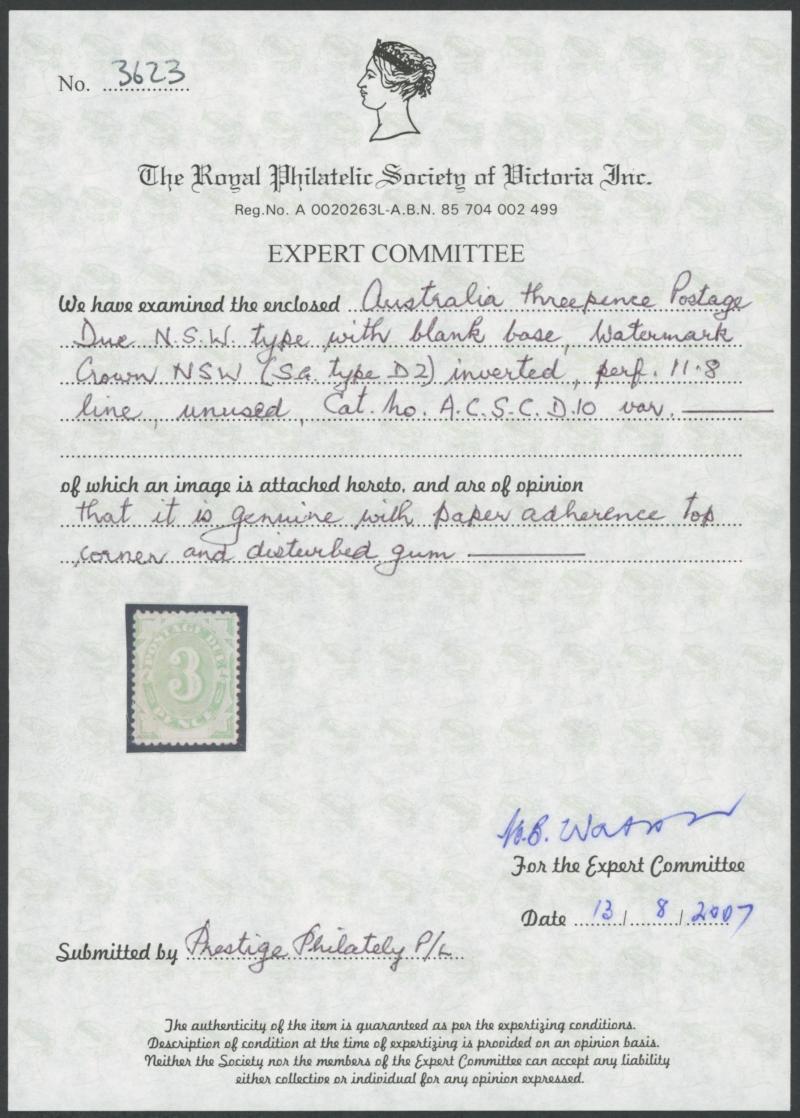 No. 3623
The Royal Philatelic Society of Victoria Inc.
Reg.No. A 0020263L-A.B.N. 85 704 002 499
EXPERT COMMITTEE
We have examined the enclosed Australia threepence Postage
Due N.S.W. type with blank base, Watermark
Crown NSW (S.G. type D2) inverted, perf. 11.8
line, unused, Cat. no. A.C.S.C. D.10 var.
of which an image is attached hereto, and are of opinion
that it is genuine with paper adherence top
corner and disturbed gum
POSTAGE DUE
3
PENCE
B. Watson
For the Expert Committee
Date 13 / 8 / 2007
Submitted by Prestige Philately P/L
The authenticity of the item is guaranteed as per the expertizing conditions.
Description of condition at the time of expertizing is provided on an opinion basis.
Neither the Society nor the members of the Expert Committee can accept any liability
either collective or individual for any opinion expressed.